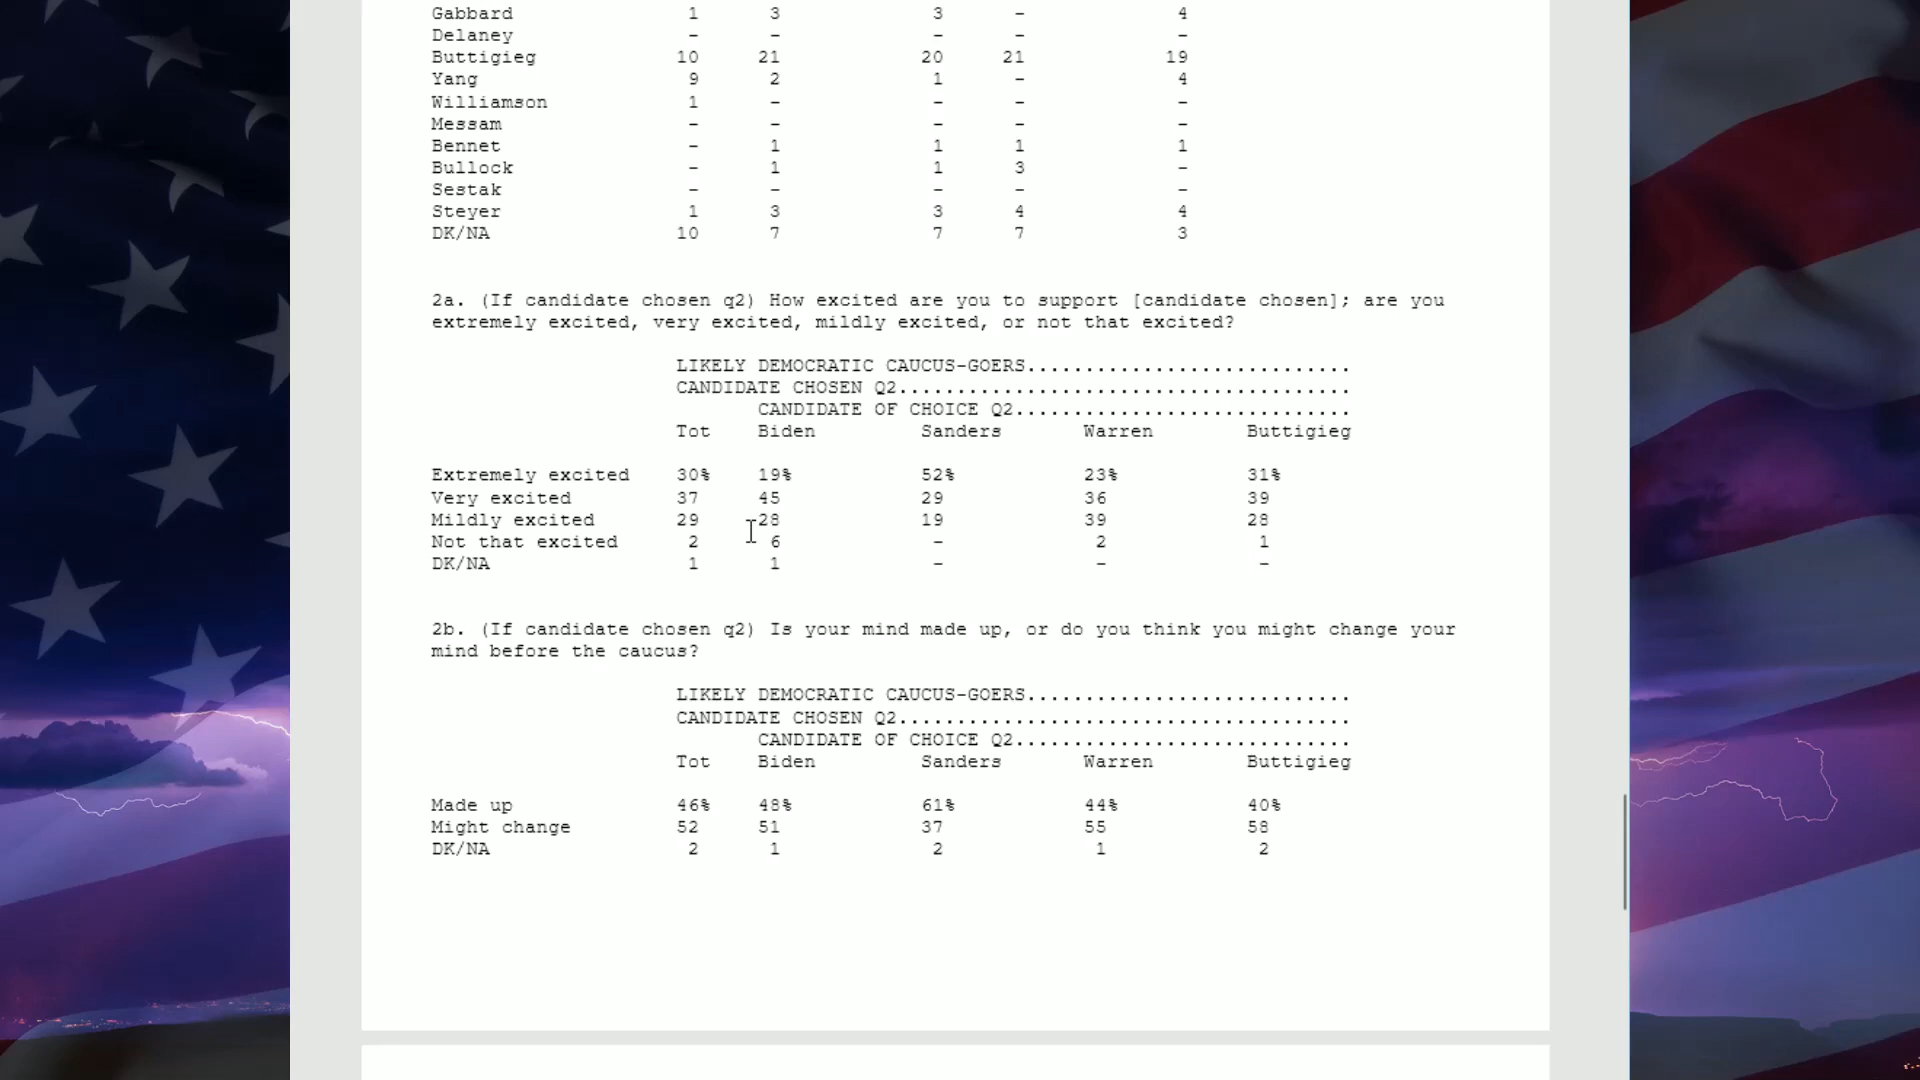 Gabbard 1 3 3 - 4
Delaney - - - - -
Buttigieg 10 21 20 21 19
Yang 9 2 1 - 4
Williamson 1 - - - -
Messam - - - - -
Bennet - 1 1 1 1
Bullock - 1 1 3 -
Sestak - - - - -
Steyer 1 3 3 4 4
DK/NA 10 7 7 7 3
2a. (If candidate chosen q2) How excited are you to support [candidate chosen]; are you
extremely excited, very excited, mildly excited, or not that excited?
LIKELY DEMOCRATIC CAUCUS-GOERS............................
CANDIDATE CHOSEN Q2.......................................
CANDIDATE OF CHOICE Q2.............................
Tot Biden Sanders Warren Buttigieg
Extremely excited 30% 19% 52% 23% 31%
Very excited 37 45 29 36 39
Mildly excited 29 28 19 39 28
Not that excited 2 6 - 2 1
DK/NA 1 1 - - -
2b. (If candidate chosen q2) Is your mind made up, or do you think you might change your
mind before the caucus?
LIKELY DEMOCRATIC CAUCUS-GOERS............................
CANDIDATE CHOSEN Q2.......................................
CANDIDATE OF CHOICE Q2.............................
Tot Biden Sanders Warren Buttigieg
Made up 46% 48% 61% 44% 40%
Might change 52 51 37 55 58
DK/NA 2 1 2 1 2